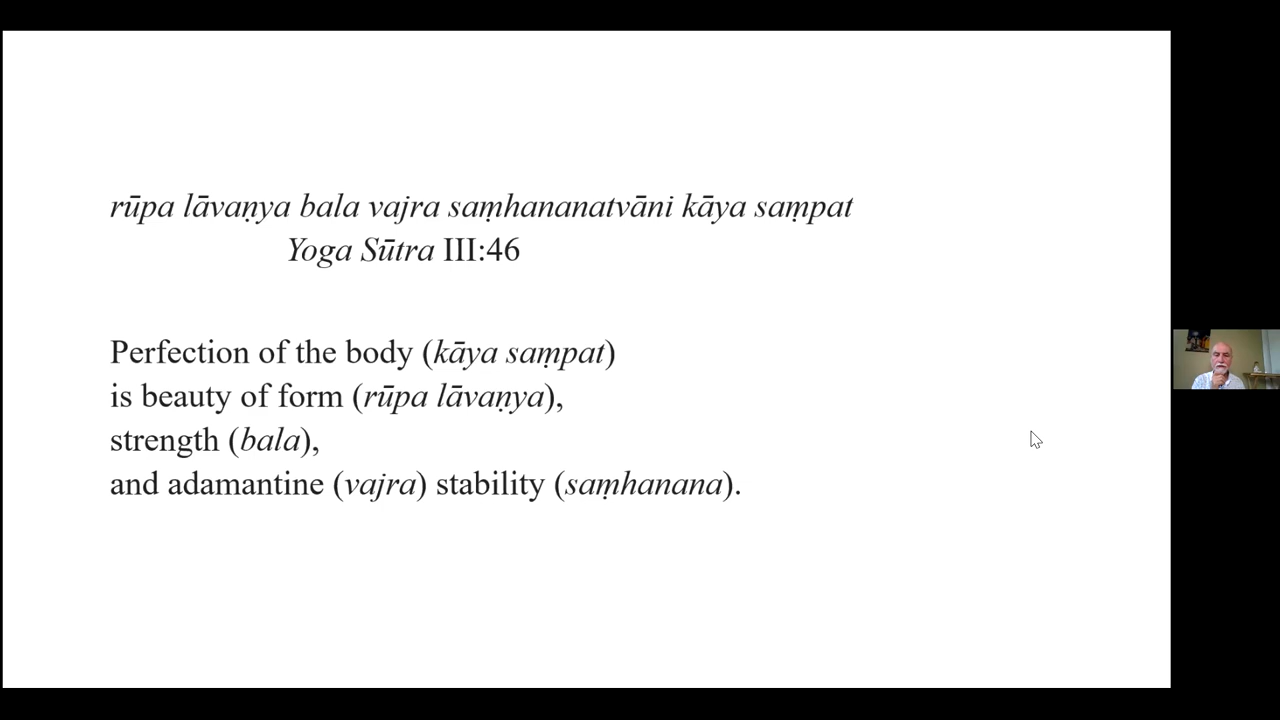 rūpa lāvaṇya bala vajra saṃhananatvāni kāya saṃpat
Yoga Sūtra III:46
Perfection of the body (kāya saṃpat)
is beauty of form (rūpa lāvaṇya),
strength (bala),
and adamantine (vajra) stability (saṃhanana).